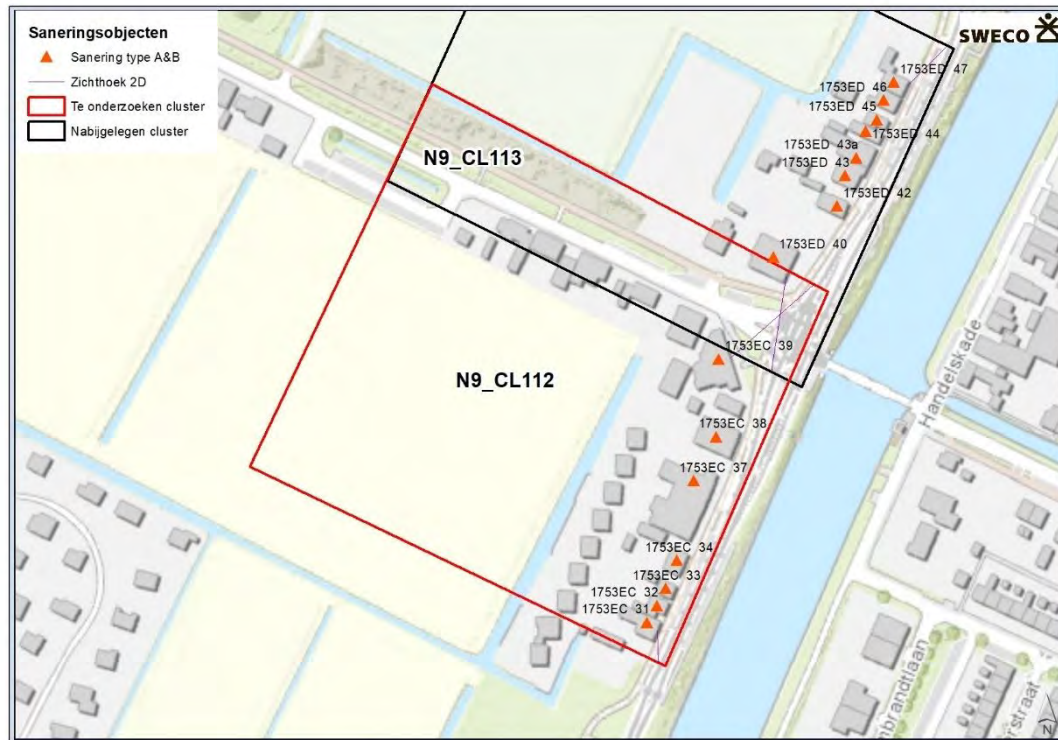 Saneringsobjecten
Sanering type A&B
Zichthoek 2D
Te onderzoeken cluster
Nabijgelegen cluster
SWECO
1753ED 47
1753ED 46
1753ED 45
1753ED 44
1753ED 43a
1753ED 43
1753ED 42
N9_CL113
1753ED 40
1753EC 39
N9_CL112
1753EC 38
Handelskade
1753EC 37
1753EC 34
1753EC 33
1753EC 32
1753EC 31
mbrandtlaan
rstraat
N